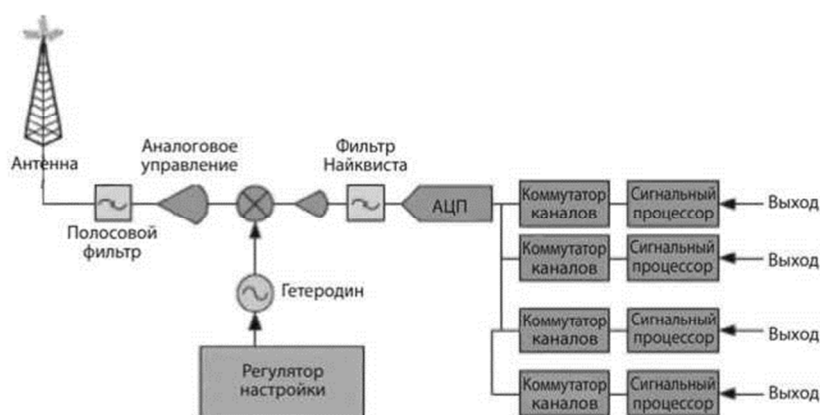 Антенна
Аналоговое
управление
Фильтр
Найквиста
Полосовой
фильтр
АЦП
Гетеродин
Регулятор
настройки
Коммутатор
каналов
Сигнальный
процессор
Выход
Коммутатор
каналов
Сигнальный
процессор
Выход
Коммутатор
каналов
Сигнальный
процессор
Выход
Коммутатор
каналов
Сигнальный
процессор
Выход